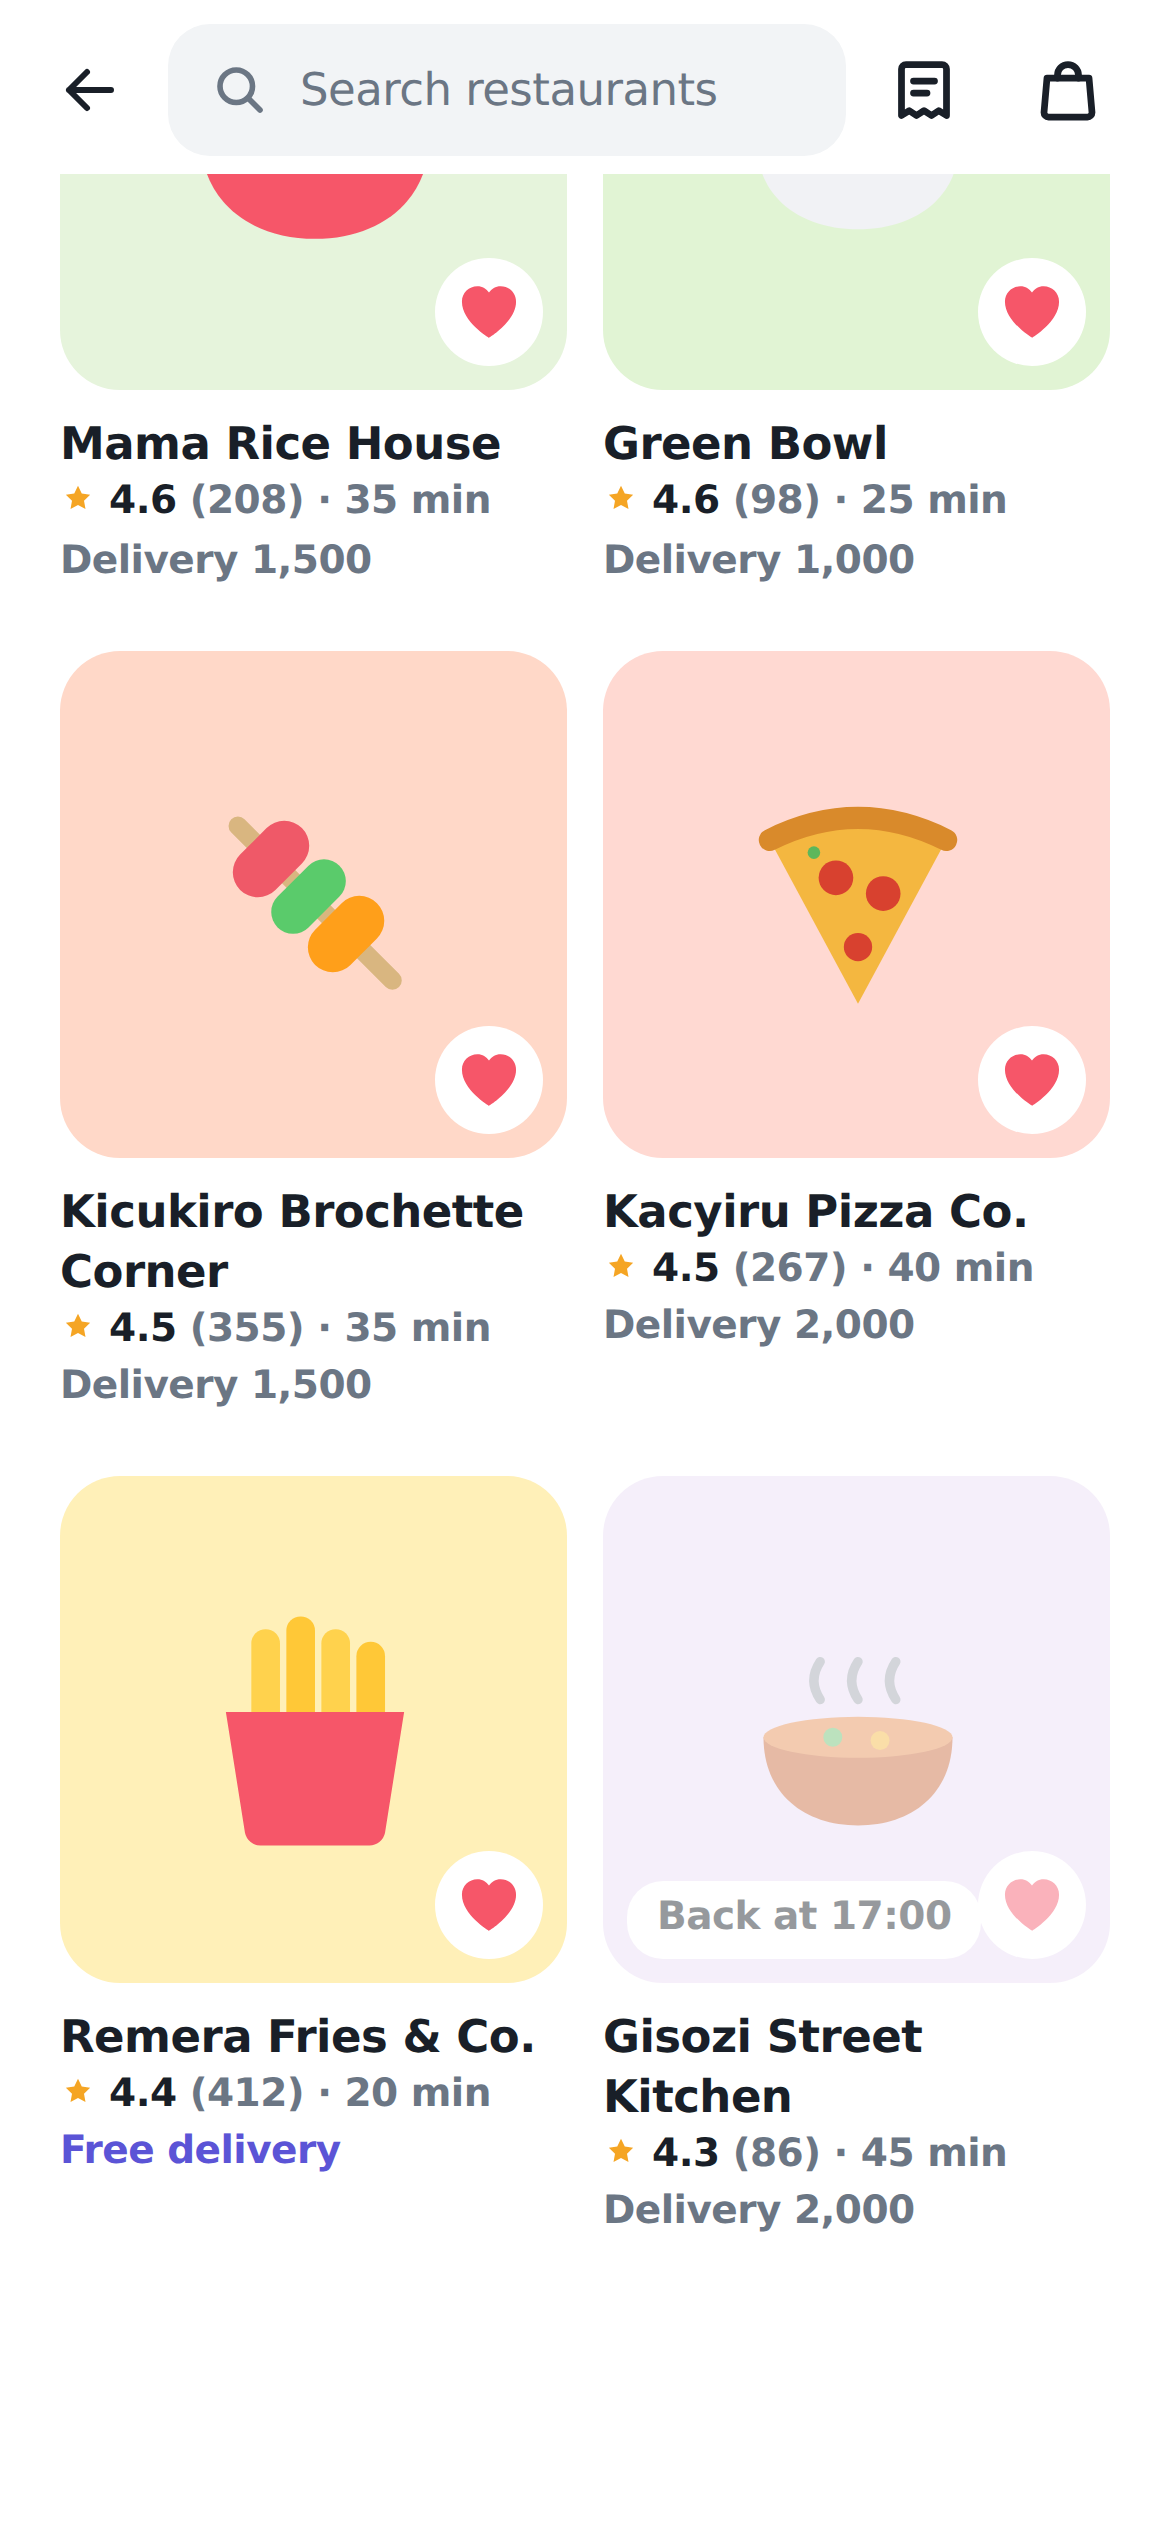 Search restaurants
Mama Rice House
4.6 (208) · 35 min
Delivery 1,500
Green Bowl
4.6 (98) · 25 min
Delivery 1,000
Kicukiro Brochette
Corner
4.5 (355) · 35 min
Delivery 1,500
Kacyiru Pizza Co.
4.5 (267) · 40 min
Delivery 2,000
Remera Fries & Co.
4.4 (412) · 20 min
Free delivery
Back at 17:00
Gisozi Street
Kitchen
4.3 (86) · 45 min
Delivery 2,000